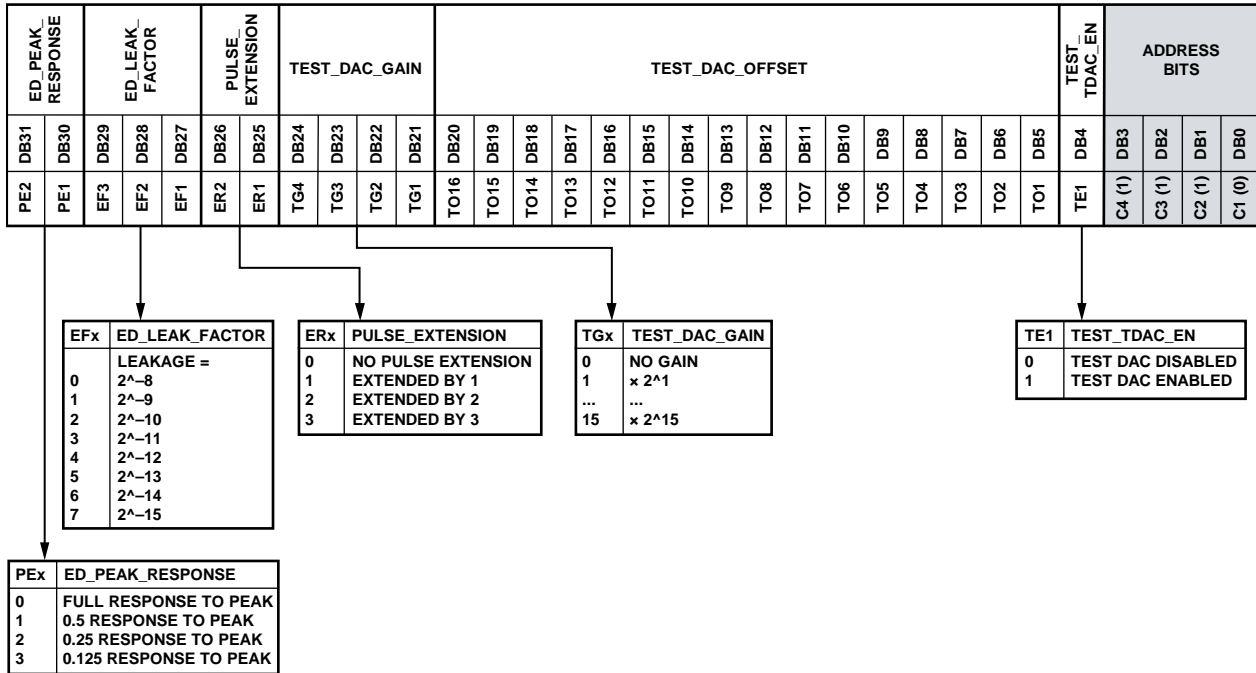 ED_PEAK_
RESPONSE
ED_LEAK_
FACTOR
PULSE_
EXTENSION
TEST_DAC_GAIN
TEST_DAC_OFFSET
TEST_
TDAC_EN
ADDRESS
BITS
DB31 DB30 DB29 DB28 DB27 DB26 DB25 DB24 DB23 DB22 DB21 DB20 DB19 DB18 DB17 DB16 DB15 DB14 DB13 DB12 DB11 DB10 DB9 DB8 DB7 DB6 DB5 DB4 DB3 DB2 DB1 DB0
PE2 PE1 EF3 EF2 EF1 ER2 ER1 TG4 TG3 TG2 TG1 TO16 TO15 TO14 TO13 TO12 TO11 TO10 TO9 TO8 TO7 TO6 TO5 TO4 TO3 TO2 TO1 TE1 C4 (1) C3 (1) C2 (1) C1 (0)
EFx ED_LEAK_FACTOR
LEAKAGE =
0 2^–8
1 2^–9
2 2^–10
3 2^–11
4 2^–12
5 2^–13
6 2^–14
7 2^–15
ERx PULSE_EXTENSION
0 NO PULSE EXTENSION
1 EXTENDED BY 1
2 EXTENDED BY 2
3 EXTENDED BY 3
TGx TEST_DAC_GAIN
0 NO GAIN
1 × 2^1
... ...
15 × 2^15
TE1 TEST_TDAC_EN
0 TEST DAC DISABLED
1 TEST DAC ENABLED
PEx ED_PEAK_RESPONSE
0 FULL RESPONSE TO PEAK
1 0.5 RESPONSE TO PEAK
2 0.25 RESPONSE TO PEAK
3 0.125 RESPONSE TO PEAK